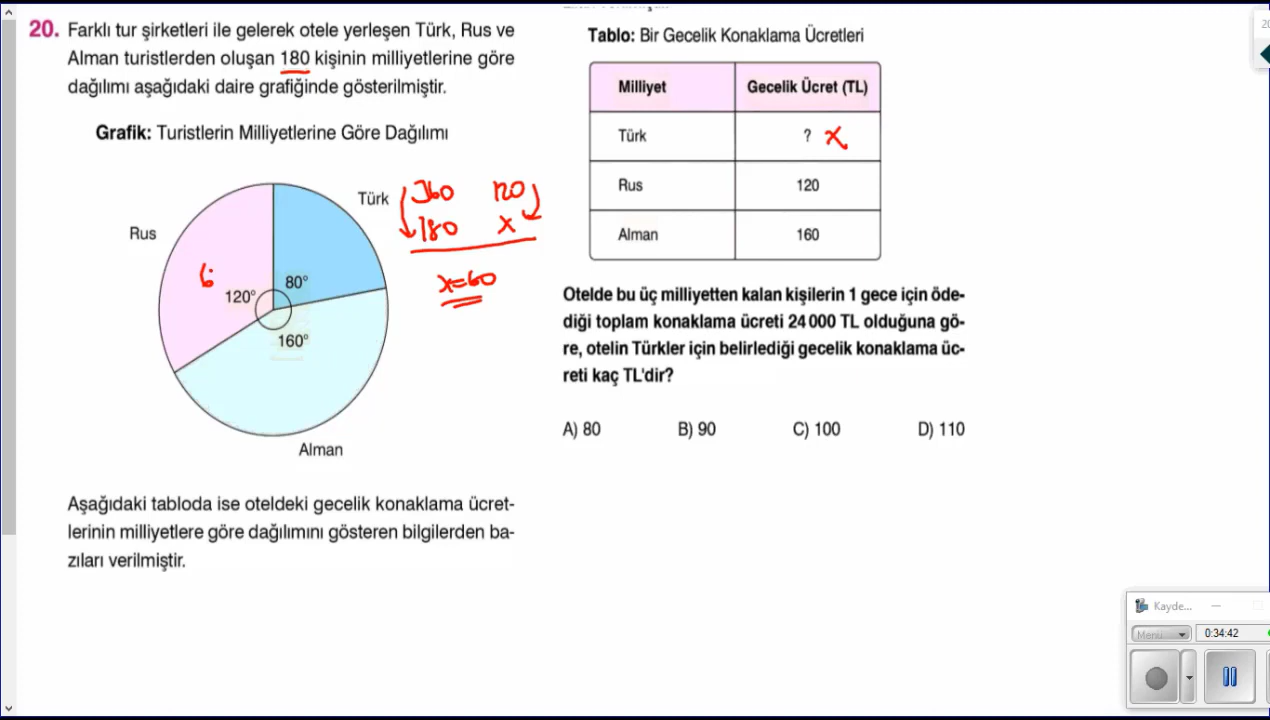 20. Farklı tur şirketleri ile gelerek otele yerleşen Türk, Rus ve
Alman turistlerden oluşan 180 kişinin milliyetlerine göre
dağılımı aşağıdaki daire grafiğinde gösterilmiştir.
Grafik: Turistlerin Milliyetlerine Göre Dağılımı
Türk
Rus
80°
120°
160°
Alman
6
360 120
180 x
x=60
Aşağıdaki tabloda ise oteldeki gecelik konaklama ücret-
lerinin milliyetlere göre dağılımını gösteren bilgilerden ba-
zıları verilmiştir.
Tablo: Bir Gecelik Konaklama Ücretleri
Milliyet Gecelik Ücret (TL)
Türk ? x
Rus 120
Alman 160
Otelde bu üç milliyetten kalan kişilerin 1 gece için öde-
diği toplam konaklama ücreti 24 000 TL olduğuna gö-
re, otelin Türkler için belirlediği gecelik konaklama üc-
reti kaç TL'dir?
A) 80 B) 90 C) 100 D) 110
Kayde...
Menu
0:34:42